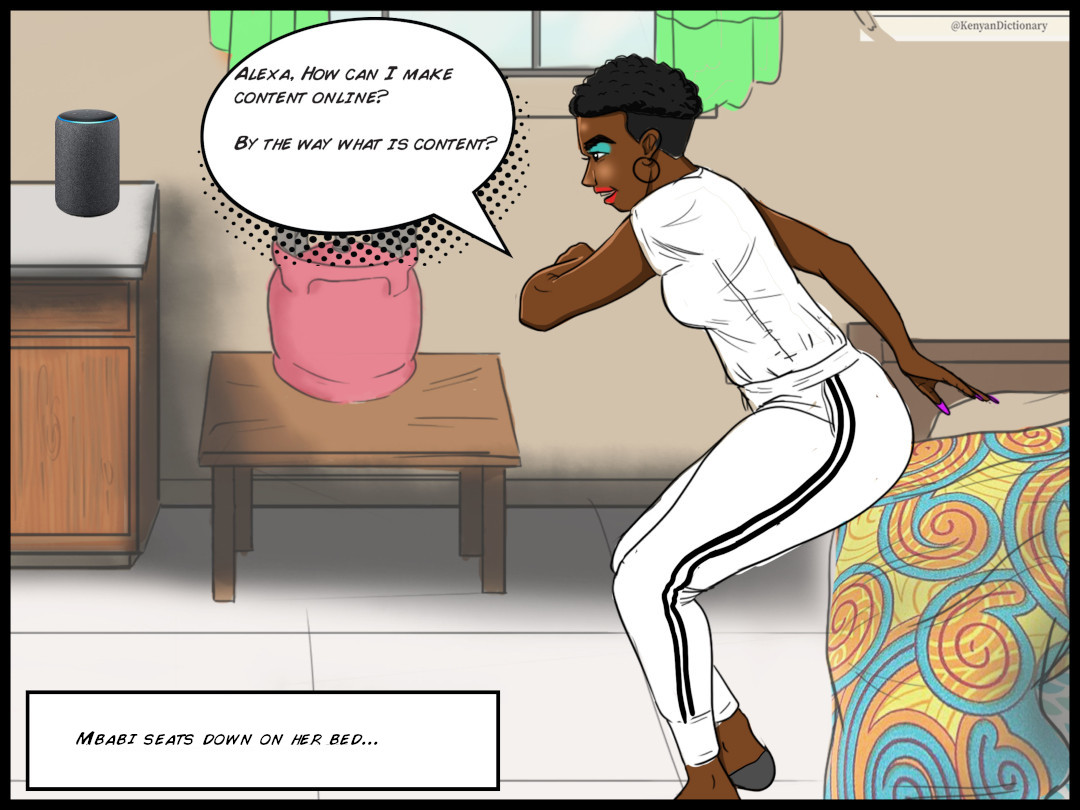 @KenyanDictionary
Alexa, How can I make
content online?
By the way what is content?
Mbabi seats down on her bed...